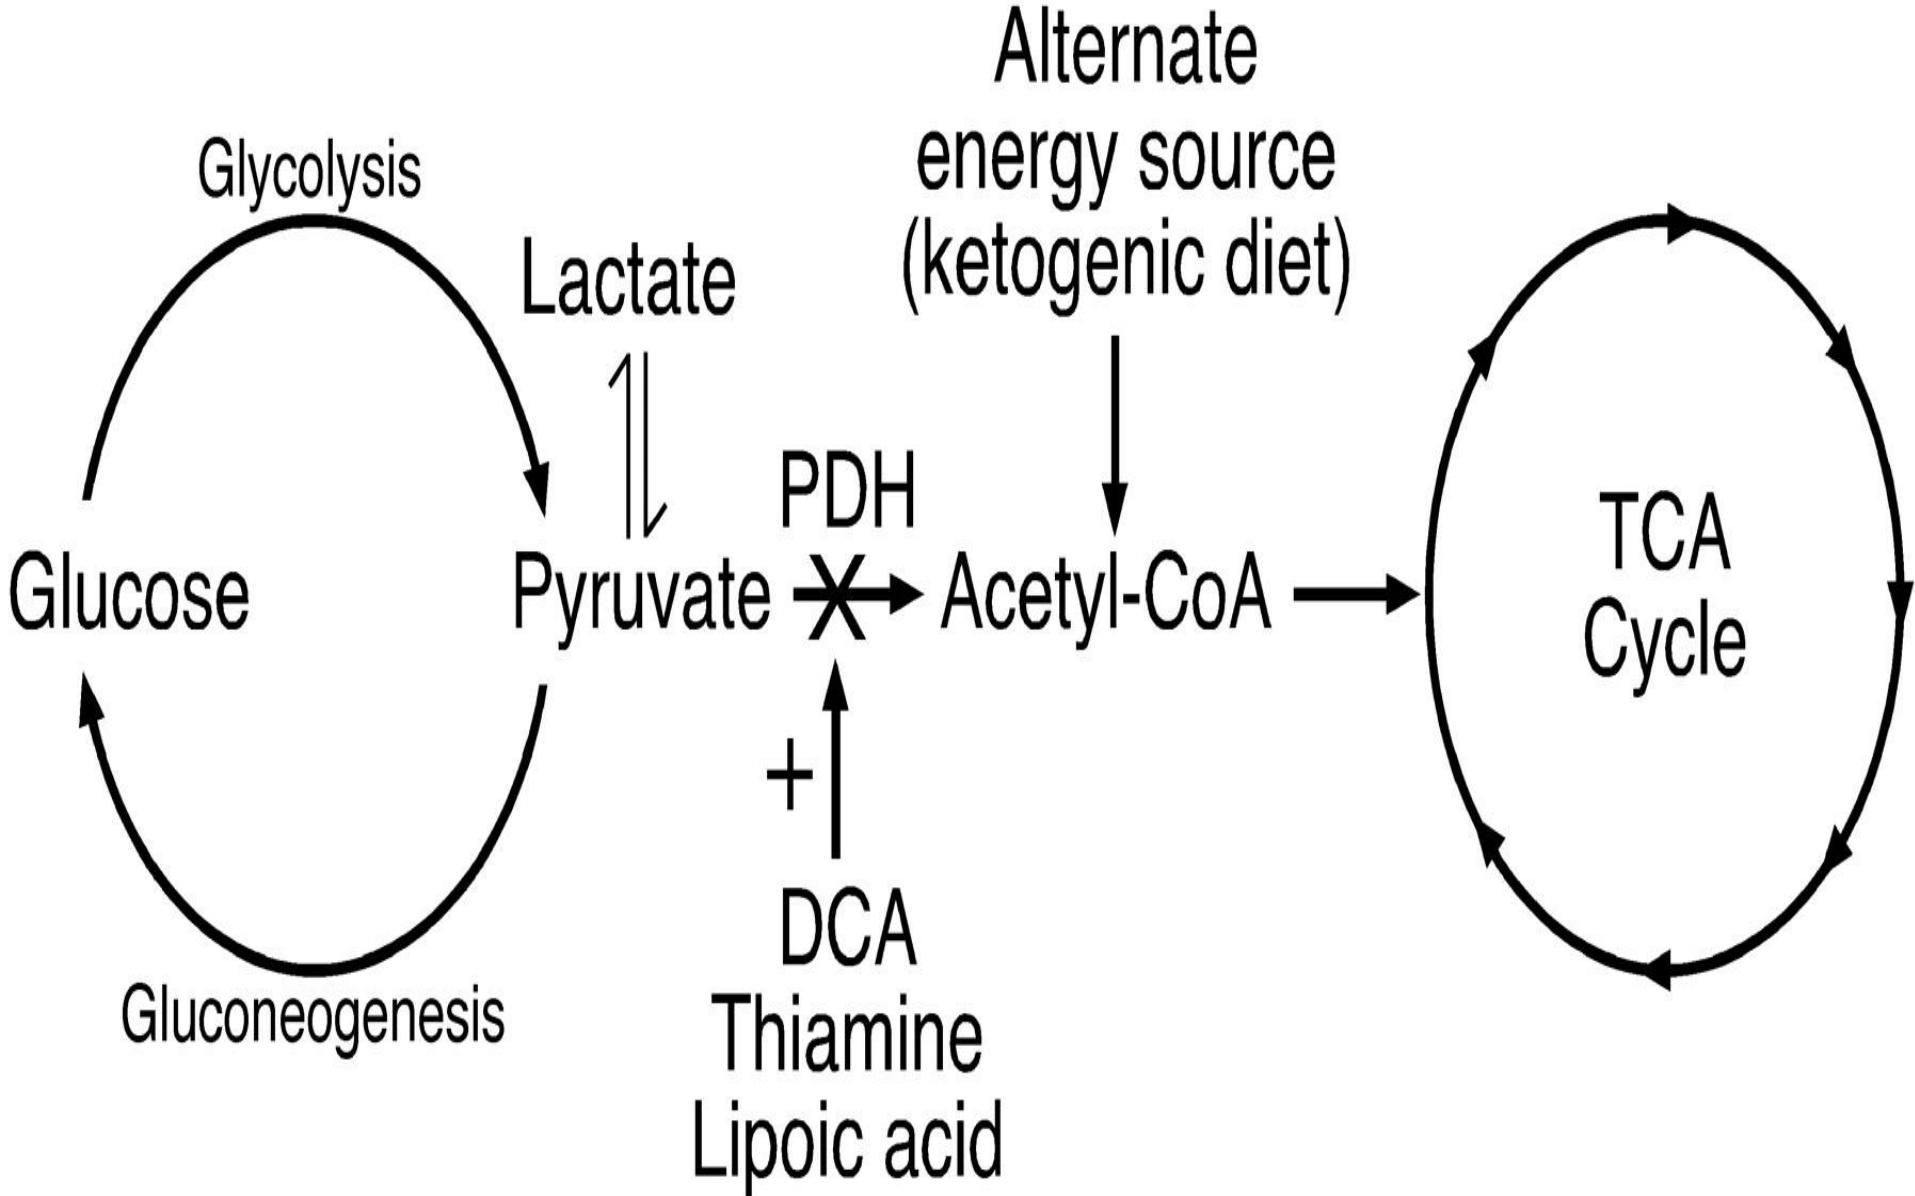 Alternate
energy source
(ketogenic diet)
Glycolysis
Lactate
PDH
Glucose
Pyruvate
X
Acetyl-CoA
TCA
Cycle
+
DCA
Thiamine
Lipoic acid
Gluconeogenesis